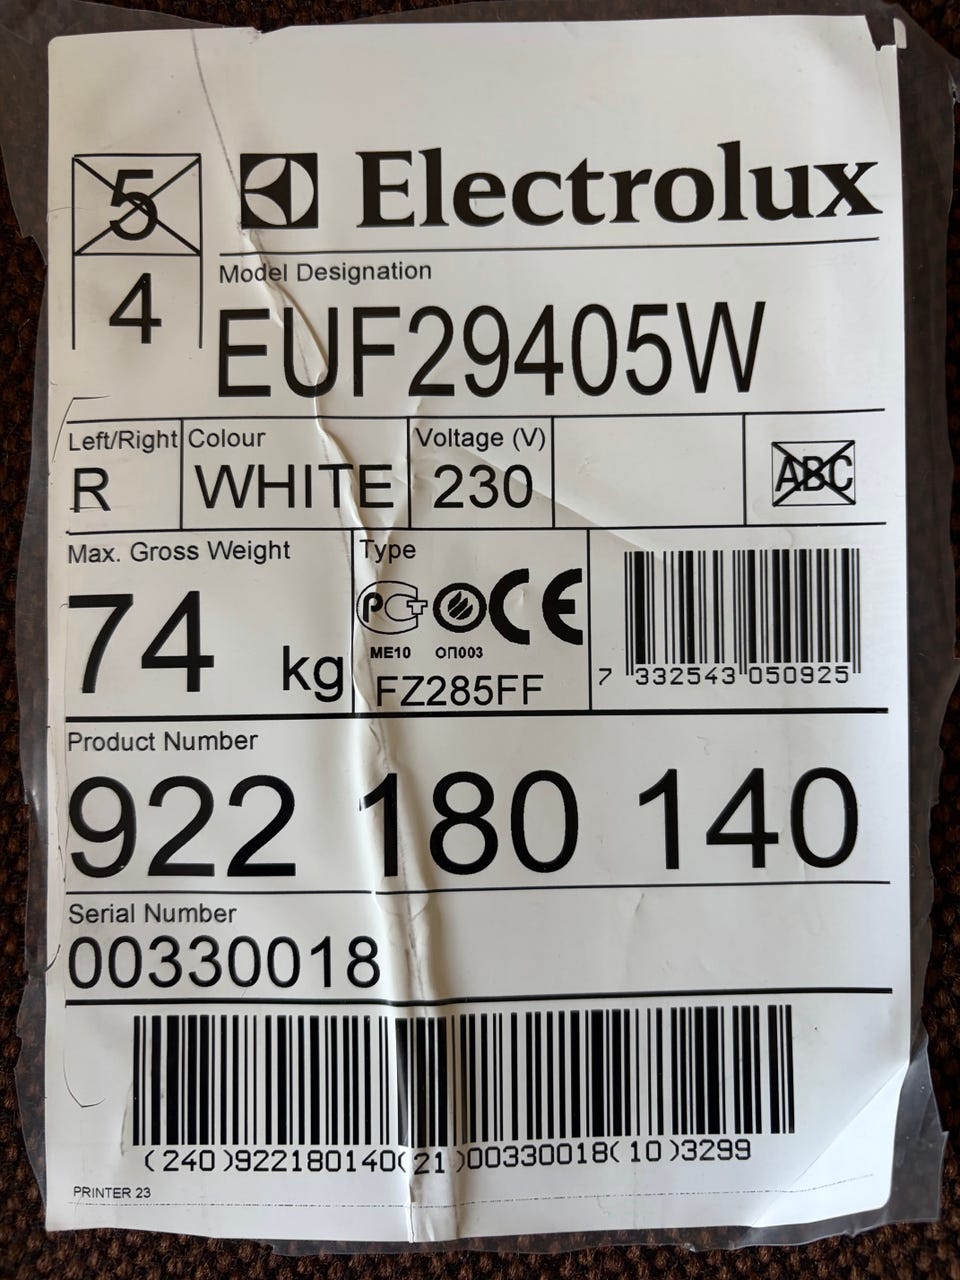 5
Electrolux
Model Designation
4
EUF29405W
Left/Right Colour Voltage (V)
R WHITE 230 ABC
Max. Gross Weight Type
74 kg
РСТ CE
ME10 ОП003
FZ285FF
7 332543 050925
Product Number
922 180 140
Serial Number
00330018
(240)922180140(21)00330018(10)3299
PRINTER 23